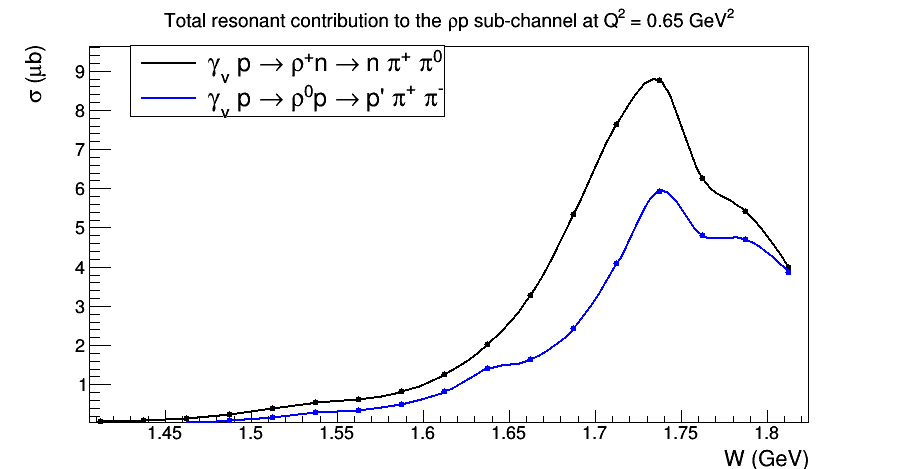 Total resonant contribution to the ρp sub-channel at Q² = 0.65 GeV²
σ (μb)
γᵥ p → ρ⁺n → n π⁺ π⁰
γᵥ p → ρ⁰p → p' π⁺ π⁻
9
8
7
6
5
4
3
2
1
1.45 1.5 1.55 1.6 1.65 1.7 1.75 1.8
W (GeV)